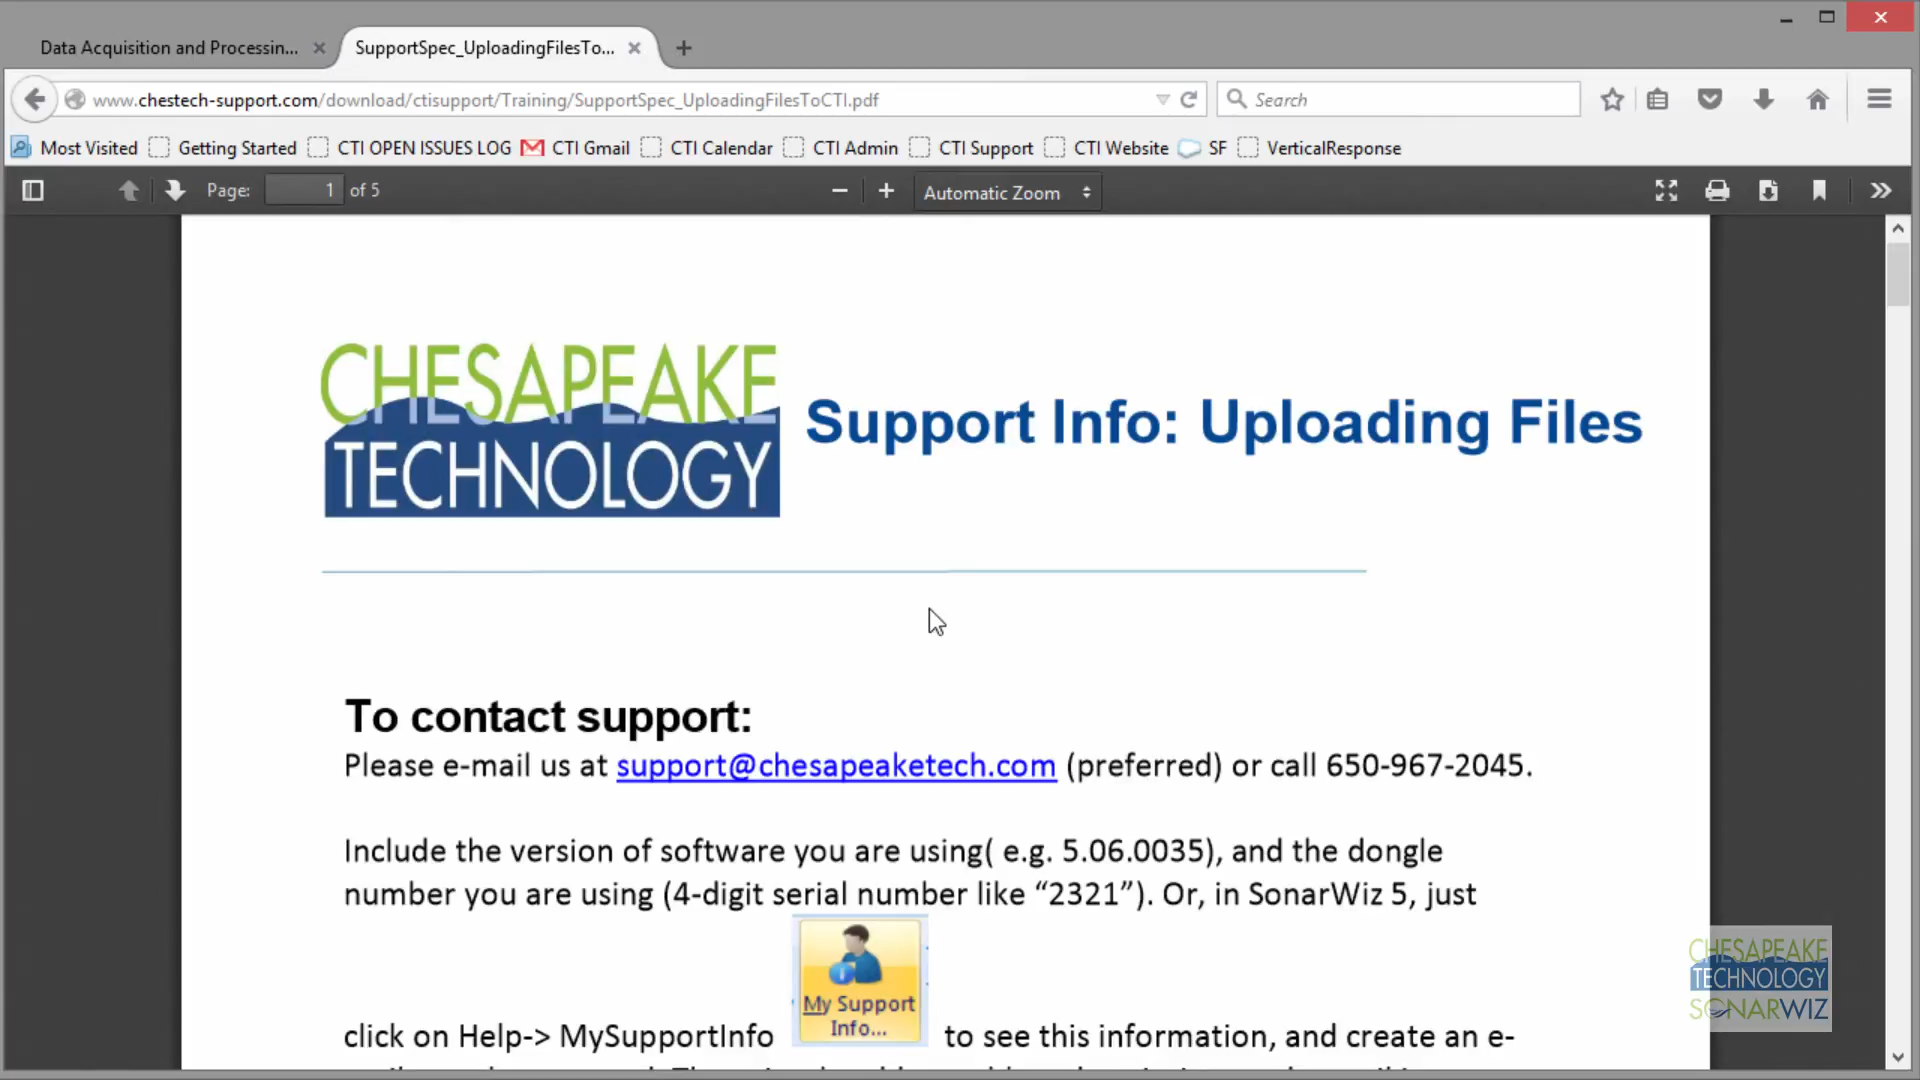 Data Acquisition and Processin...
SupportSpec_UploadingFilesTo...
www.chestech-support.com/download/ctisupport/Training/SupportSpec_UploadingFilesToCTI.pdf
Search
Most Visited Getting Started CTI OPEN ISSUES LOG CTI Gmail CTI Calendar CTI Admin CTI Support CTI Website SF VerticalResponse
Page: 1 of 5
Automatic Zoom
CHESAPEAKE
TECHNOLOGY
Support Info: Uploading Files
To contact support:
Please e-mail us at support@chesapeaketech.com (preferred) or call 650-967-2045.
Include the version of software you are using( e.g. 5.06.0035), and the dongle
number you are using (4-digit serial number like “2321”). Or, in SonarWiz 5, just
My Support
Info...
click on Help-> MySupportInfo to see this information, and create an e-
CHESAPEAKE
TECHNOLOGY
SONARWIZ